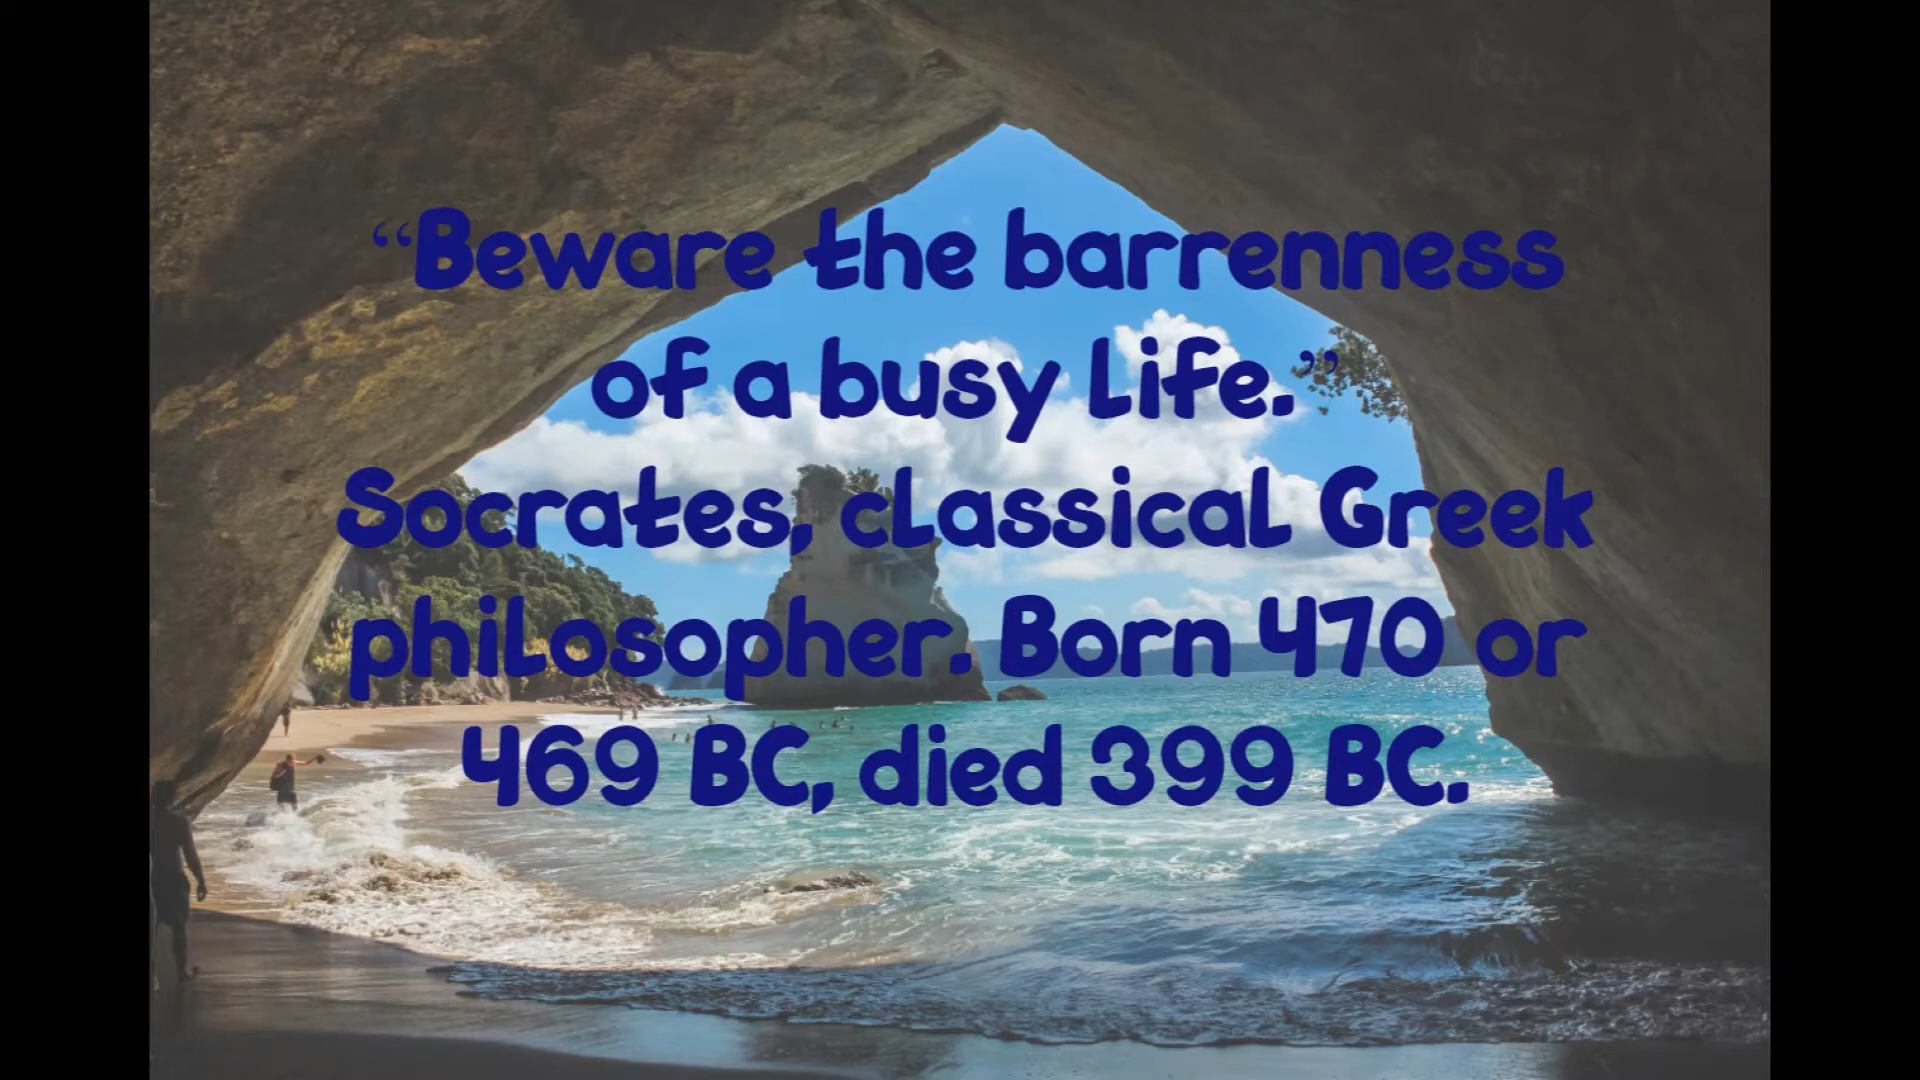 “Beware the barrenness
of a busy life.”
Socrates, classical Greek
philosopher. Born 470 or
469 BC, died 399 BC.